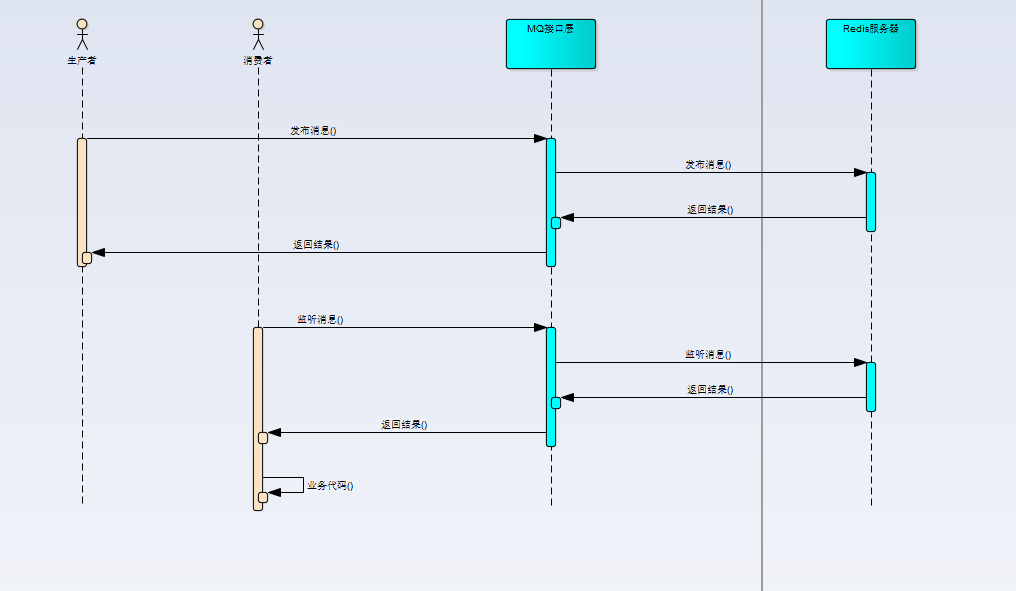 生产者
消费者
MQ接口层
Redis服务器
发布消息()
发布消息()
返回结果()
返回结果()
监听消息()
监听消息()
返回结果()
返回结果()
业务代码()